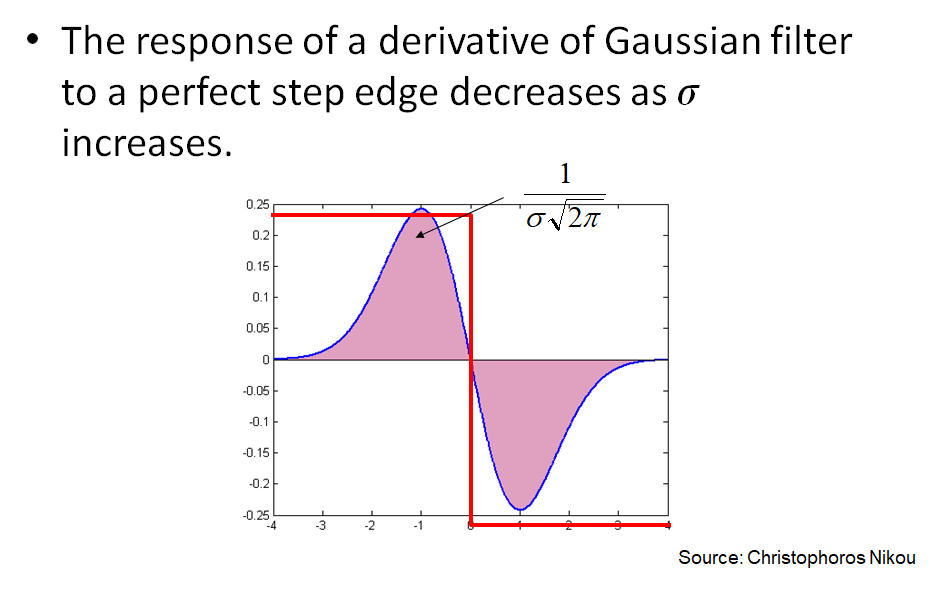 • The response of a derivative of Gaussian filter
to a perfect step edge decreases as σ
increases.
1
σ√2π
0.25
0.2
0.15
0.1
0.05
0
-0.05
-0.1
-0.15
-0.2
-0.25
-4 -3 -2 -1 0 1 2 3 4
Source: Christophoros Nikou